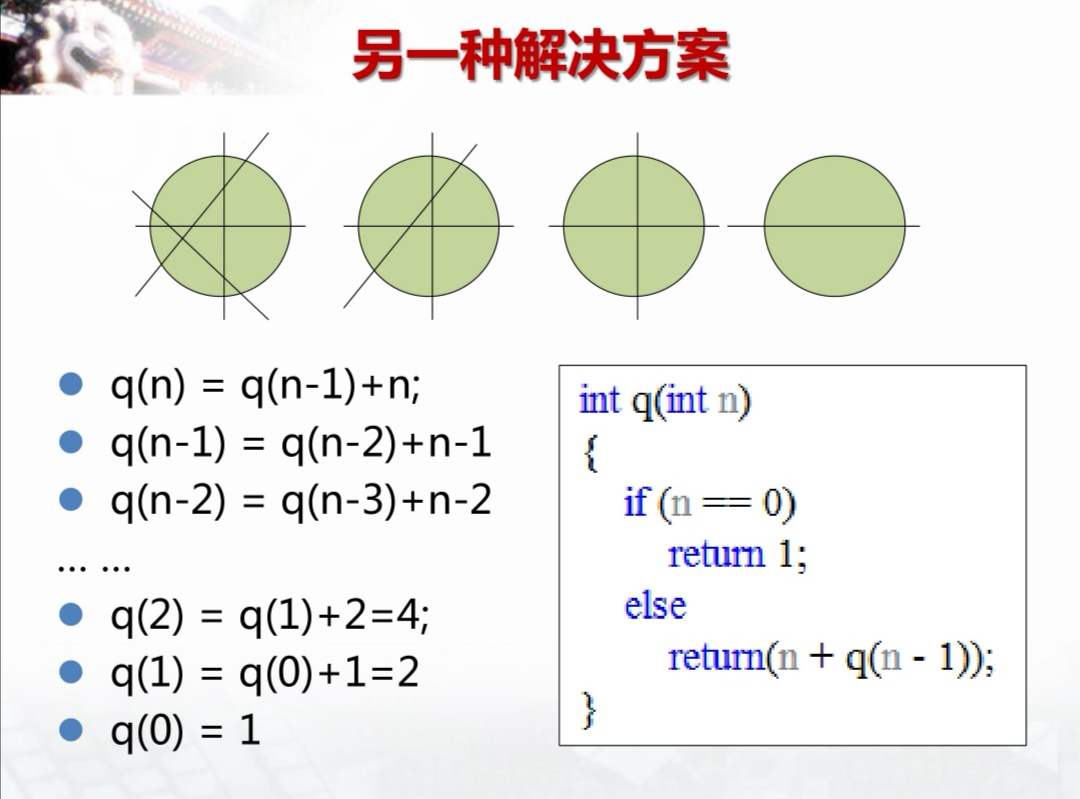 另一种解决方案
q(n) = q(n-1)+n;
q(n-1) = q(n-2)+n-1
q(n-2) = q(n-3)+n-2
... ...
q(2) = q(1)+2=4;
q(1) = q(0)+1=2
q(0) = 1
int q(int n)
{
if (n == 0)
return 1;
else
return(n + q(n - 1));
}